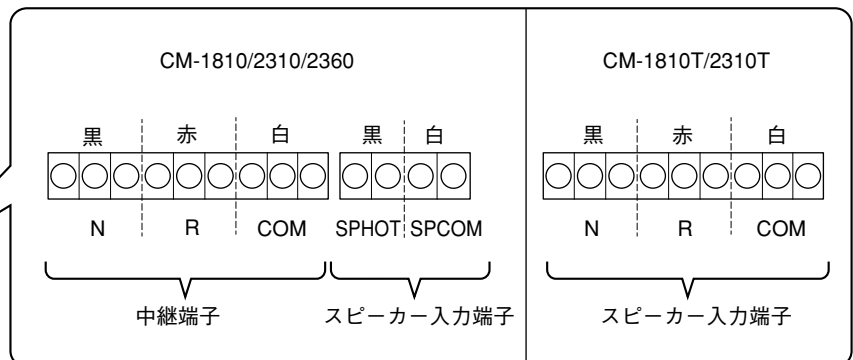 CM-1810/2310/2360
黒 赤 白 黒 白
N R COM SPHOT SPCOM
中継端子 スピーカー入力端子
CM-1810T/2310T
黒 赤 白
N R COM
スピーカー入力端子